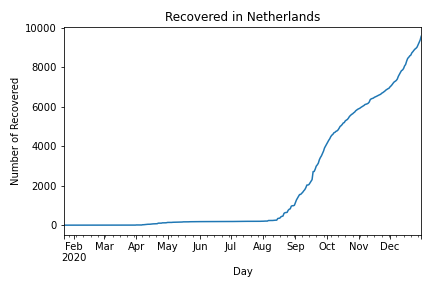 Recovered in Netherlands
10000
8000
6000
4000
2000
0
Number of Recovered
Feb Mar Apr May Jun Jul Aug Sep Oct Nov Dec
2020
Day